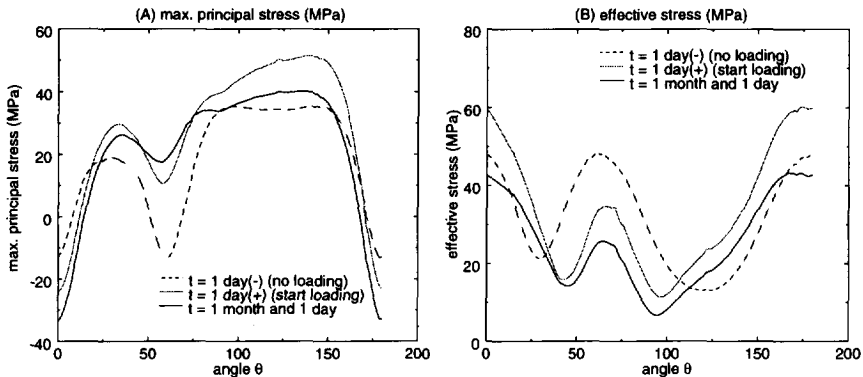 (A) max. principal stress (MPa)
60
40
20
0
-20
-40
max. principal stress (MPa)
t = 1 day(-) (no loading)
t = 1 day(+) (start loading)
t = 1 month and 1 day
0
50
100
150
200
angle θ
(B) effective stress (MPa)
80
60
40
20
0
effective stress (MPa)
t = 1 day(-) (no loading)
t = 1 day(+) (start loading)
t = 1 month and 1 day
0
50
100
150
200
angle θ